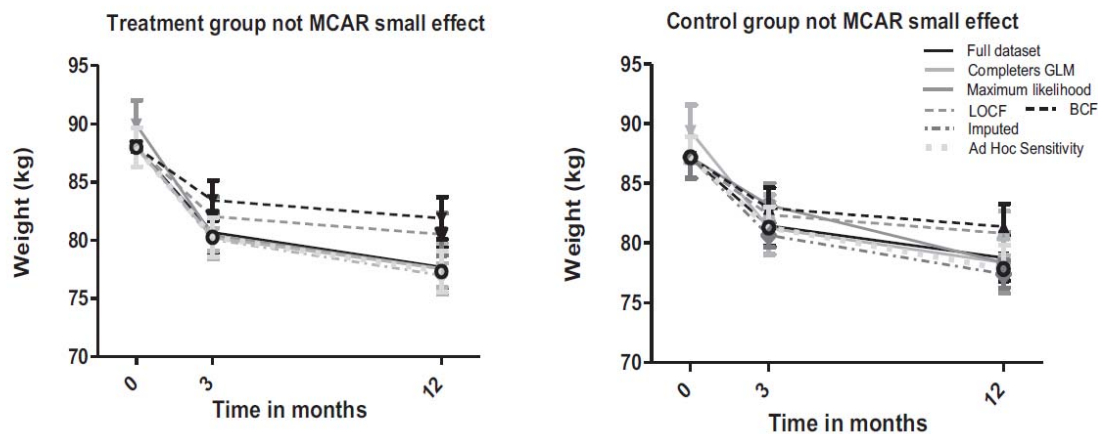 Treatment group not MCAR small effect
95
90
85
80
75
70
Weight (kg)
0
3
12
Time in months
Control group not MCAR small effect
95
90
85
80
75
70
Weight (kg)
0
3
12
Time in months
Full dataset
Completers GLM
Maximum likelihood
LOCF
BCF
Imputed
Ad Hoc Sensitivity